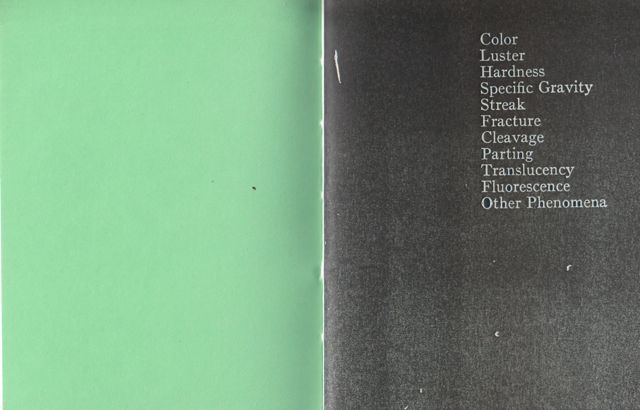 Color
Luster
Hardness
Specific Gravity
Streak
Fracture
Cleavage
Parting
Translucency
Fluorescence
Other Phenomena